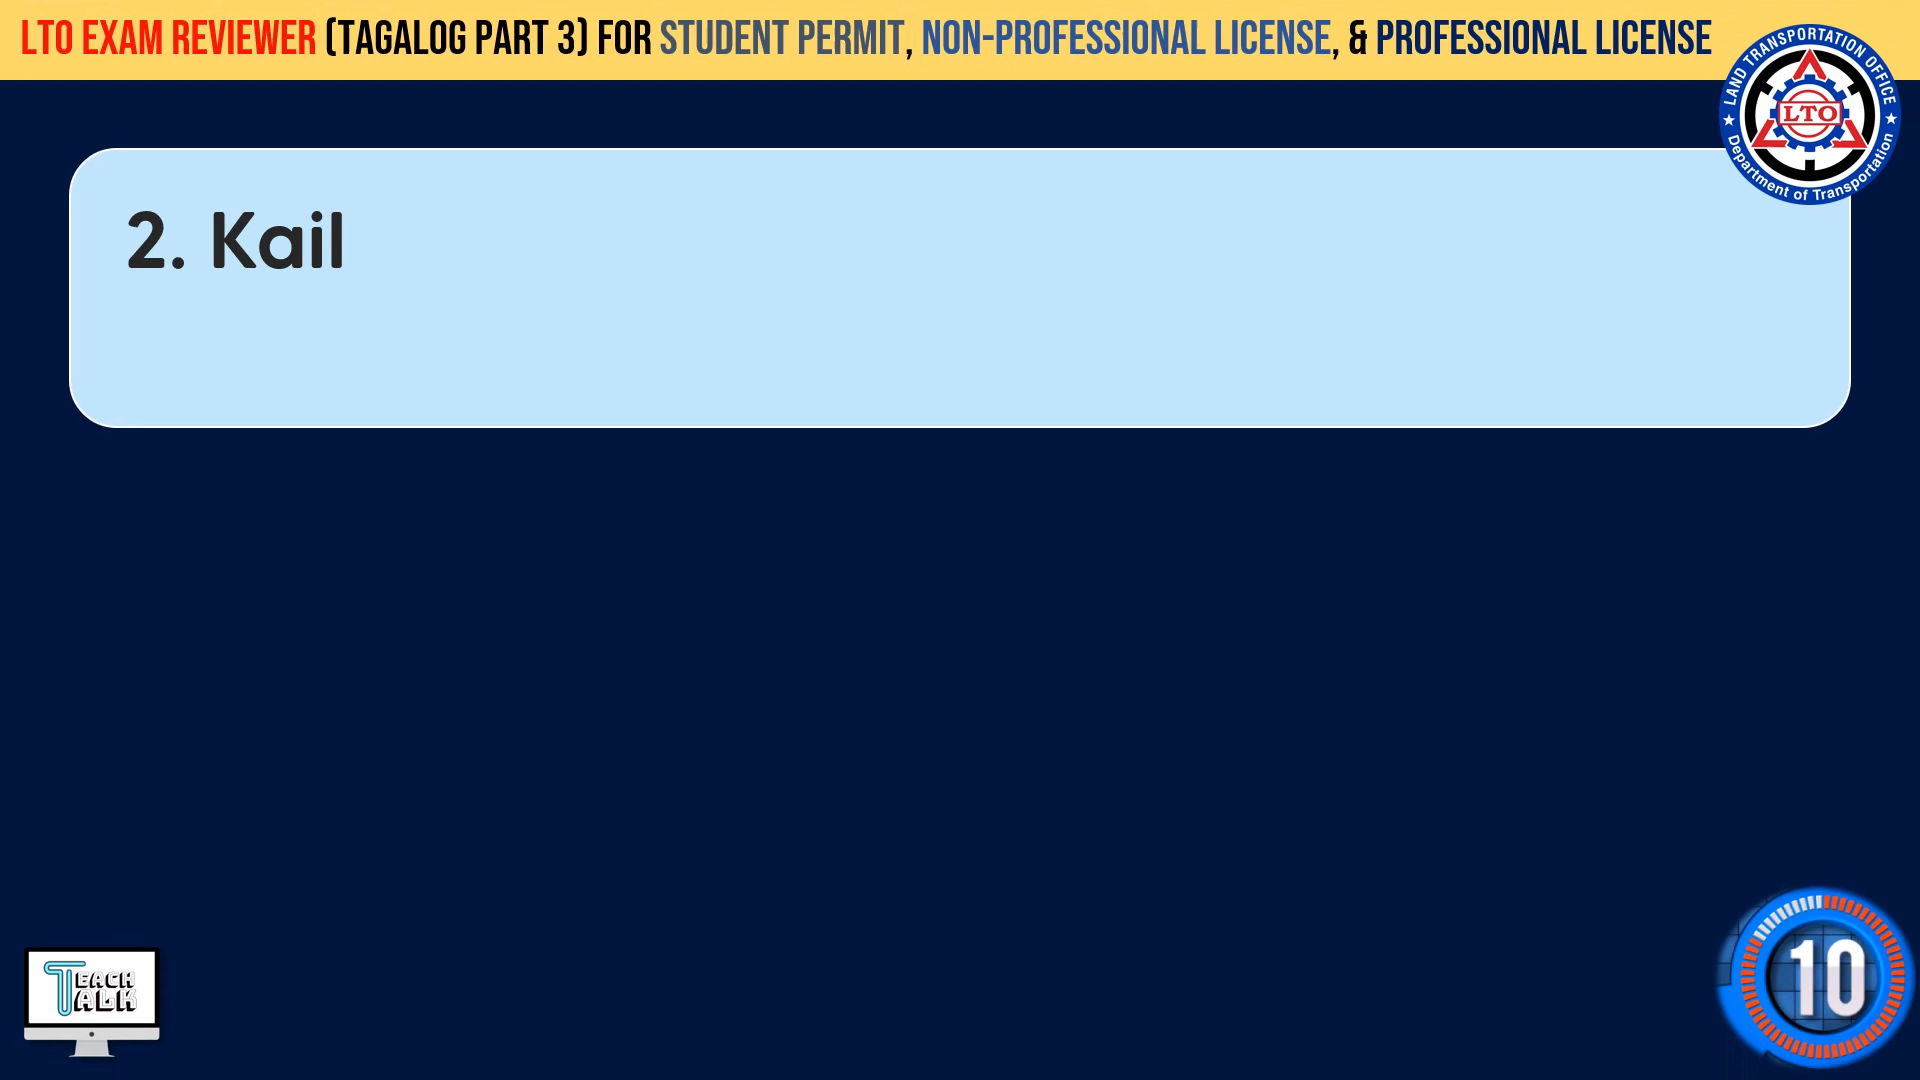 LTO EXAM REVIEWER (TAGALOG PART 3) FOR STUDENT PERMIT, NON-PROFESSIONAL LICENSE, & PROFESSIONAL LICENSE
LAND TRANSPORTATION OFFICE
LTO
Department of Transportation
2. Kail
TEACH
TALK
10